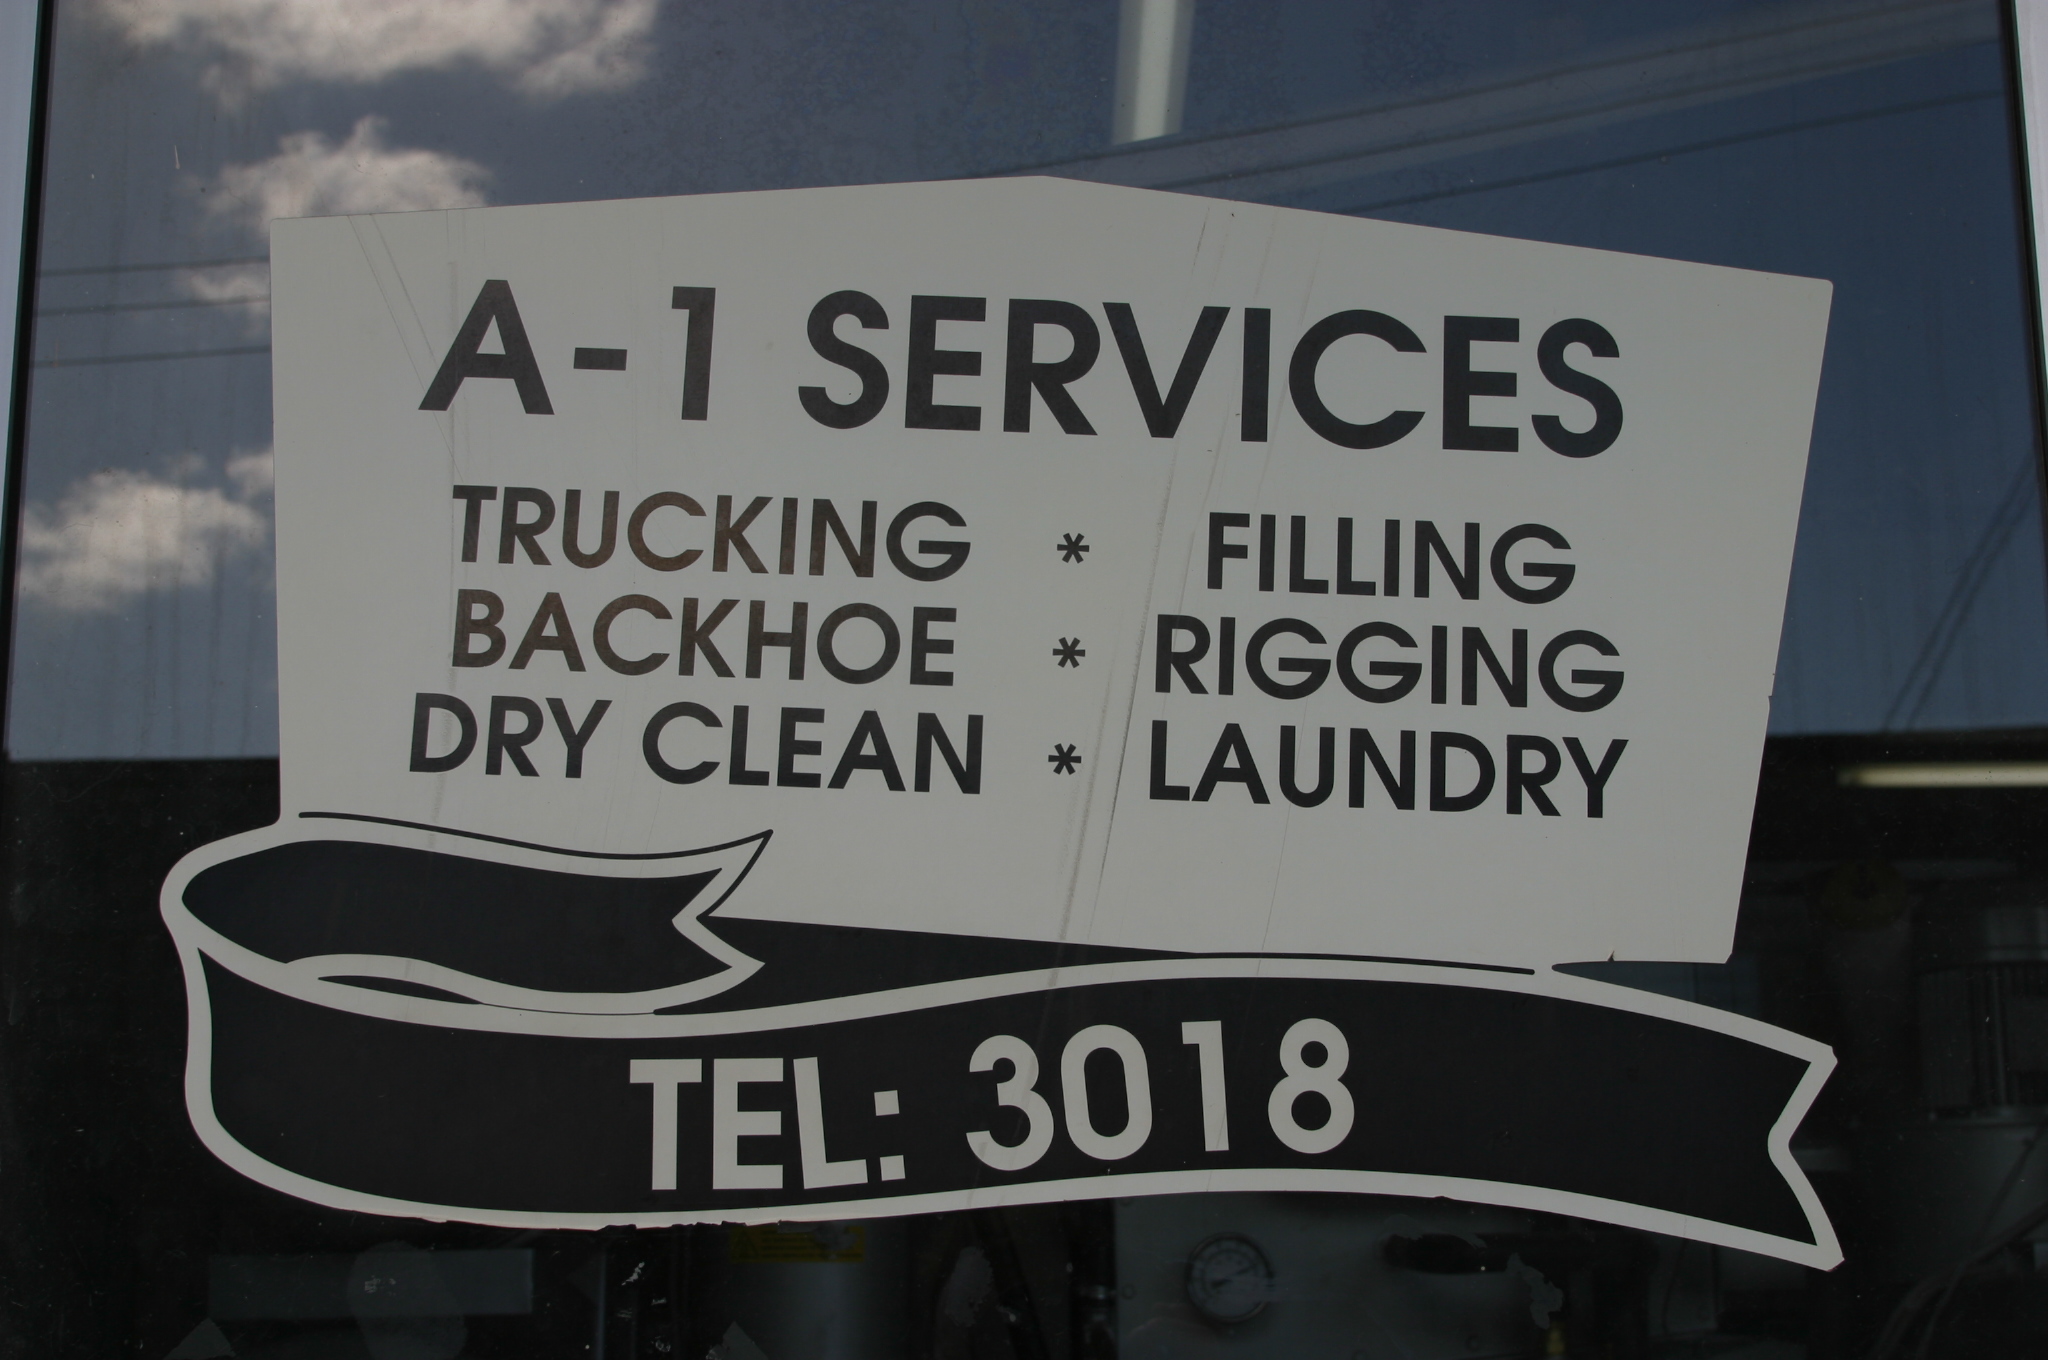 A-1 SERVICES
TRUCKING * FILLING
BACKHOE * RIGGING
DRY CLEAN * LAUNDRY
TEL: 3018